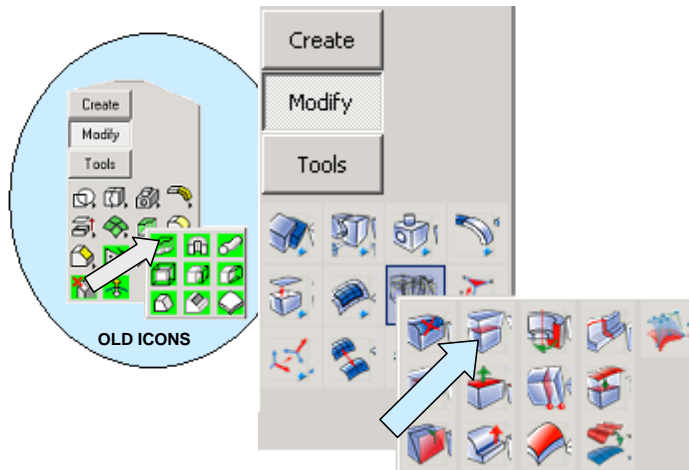 Create
Modify
Tools
OLD ICONS
Create
Modify
Tools